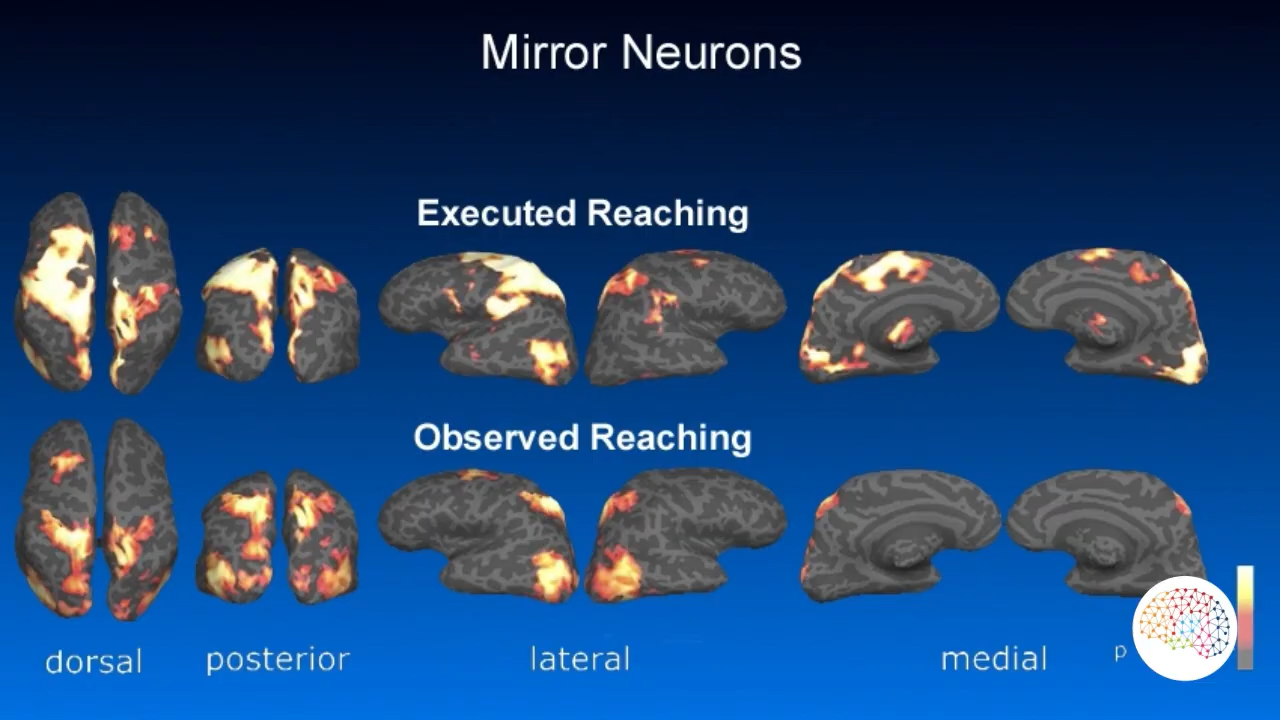 Mirror Neurons
Executed Reaching
Observed Reaching
dorsal posterior lateral medial p